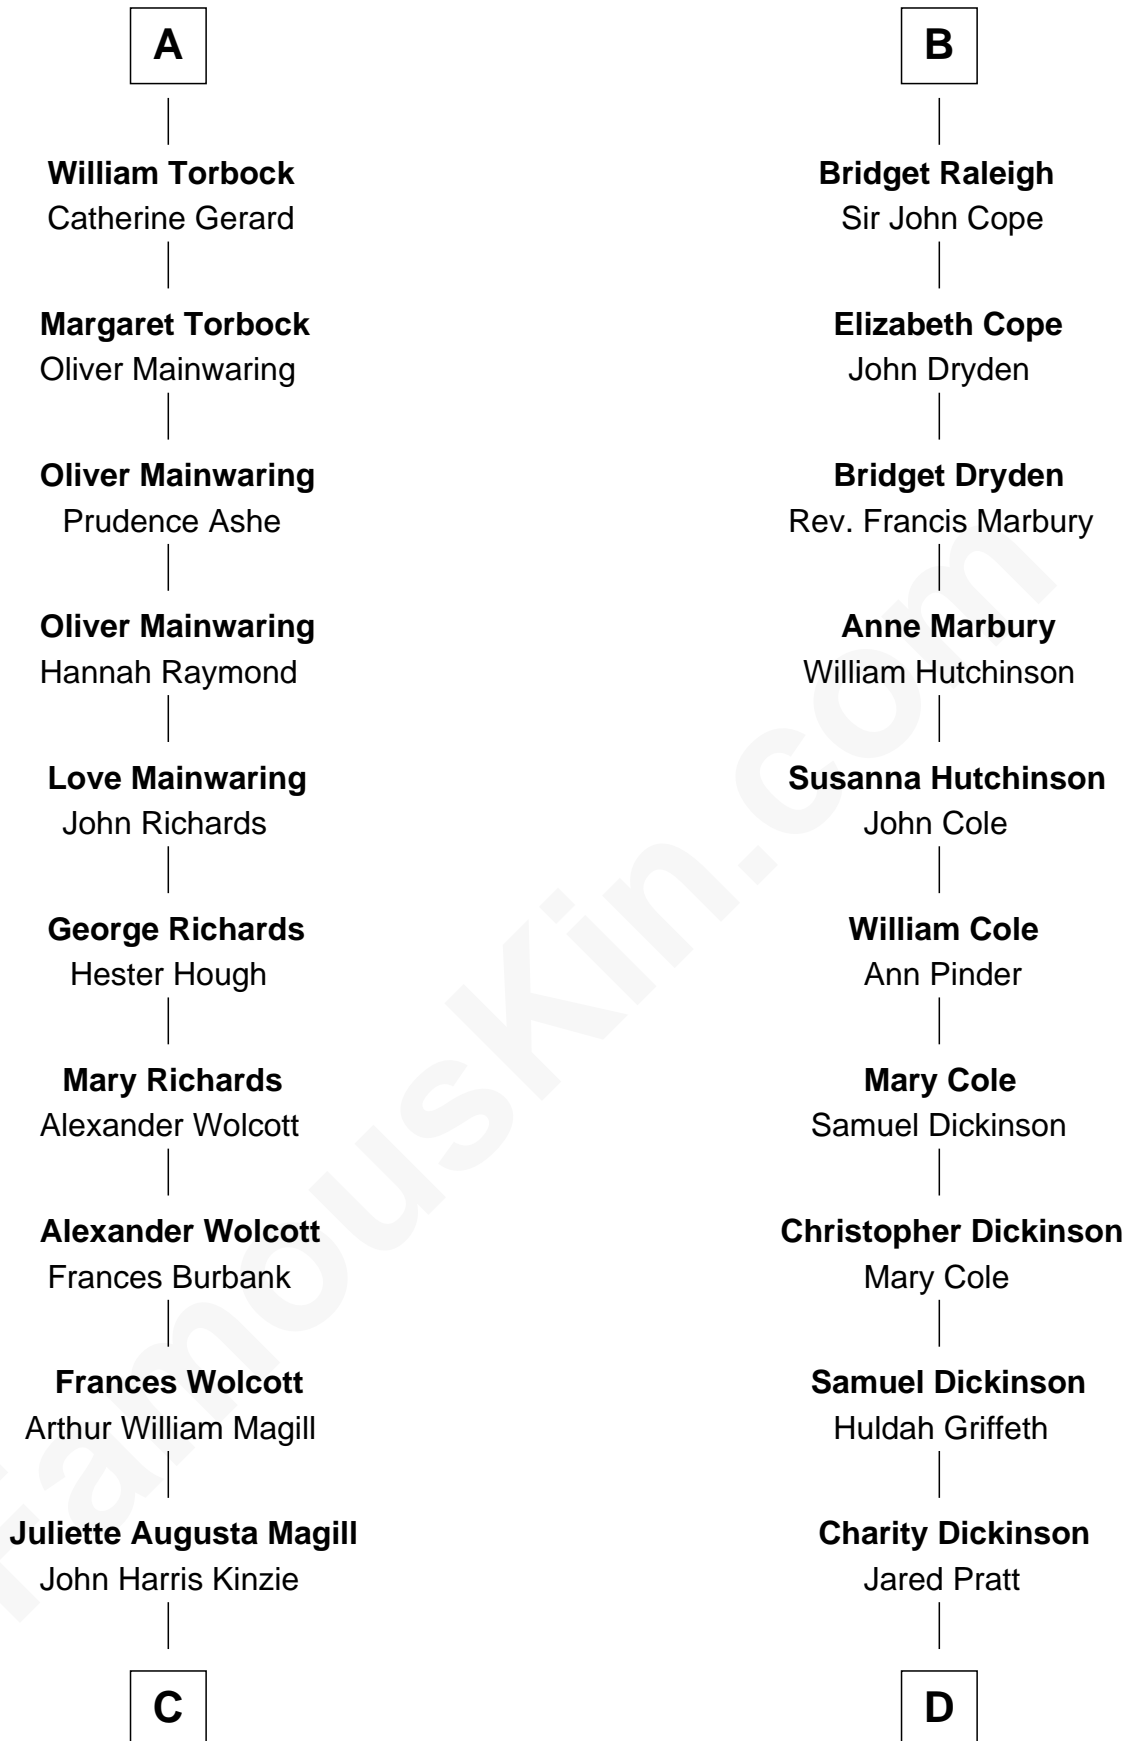 A
William Torbock
Catherine Gerard
Margaret Torbock
Oliver Mainwaring
Oliver Mainwaring
Prudence Ashe
Oliver Mainwaring
Hannah Raymond
Love Mainwaring
John Richards
George Richards
Hester Hough
Mary Richards
Alexander Wolcott
Alexander Wolcott
Frances Burbank
Frances Wolcott
Arthur William Magill
Juliette Augusta Magill
John Harris Kinzie
C
B
Bridget Raleigh
Sir John Cope
Elizabeth Cope
John Dryden
Bridget Dryden
Rev. Francis Marbury
Anne Marbury
William Hutchinson
Susanna Hutchinson
John Cole
William Cole
Ann Pinder
Mary Cole
Samuel Dickinson
Christopher Dickinson
Mary Cole
Samuel Dickinson
Huldah Griffeth
Charity Dickinson
Jared Pratt
D
FamousKin.com